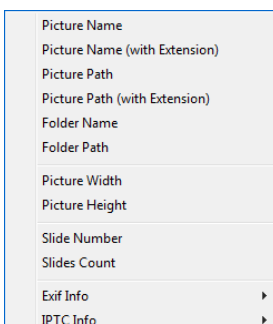 Picture Name
Picture Name (with Extension)
Picture Path
Picture Path (with Extension)
Folder Name
Folder Path
Picture Width
Picture Height
Slide Number
Slides Count
Exif Info
IPTC Info